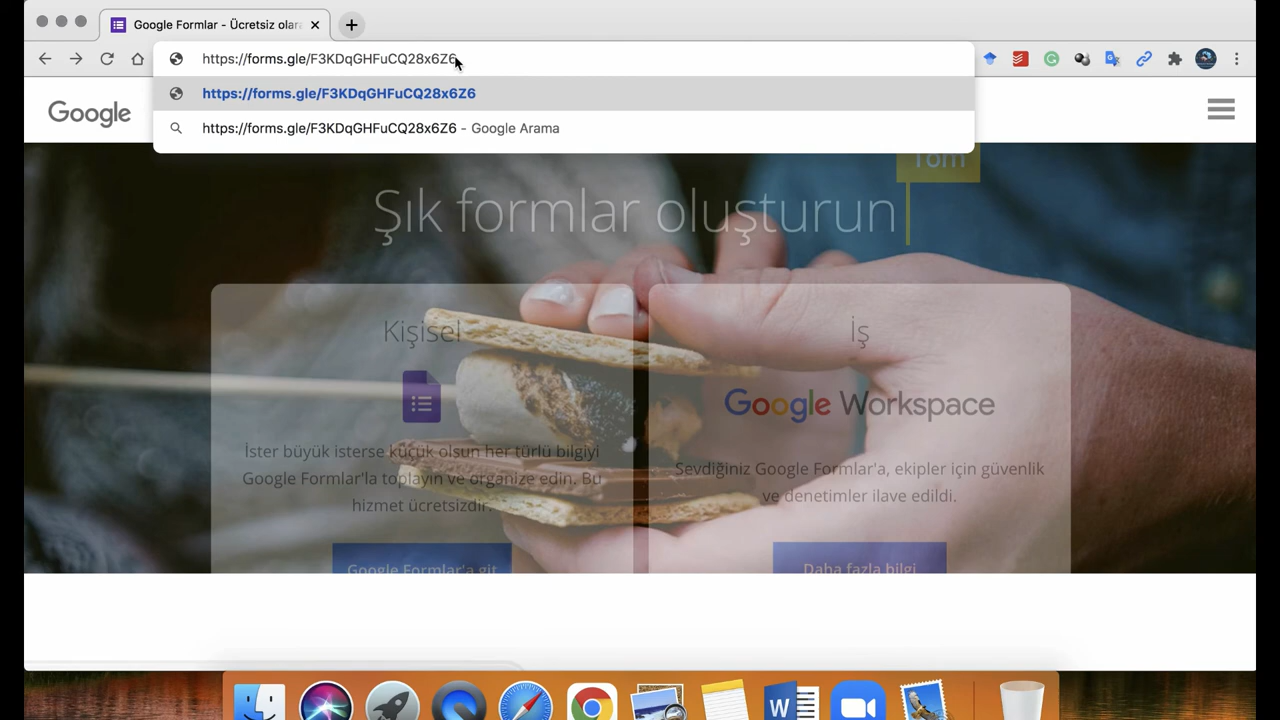 Google Formlar - Ücretsiz olara
https://forms.gle/F3KDqGHFuCQ28x6Z6
https://forms.gle/F3KDqGHFuCQ28x6Z6
https://forms.gle/F3KDqGHFuCQ28x6Z6 - Google Arama
Google
Tom
Şık formlar oluşturun
Kişisel
İster büyük isterse küçük olsun her türlü bilgiyi
Google Formlar'la toplayın ve organize edin. Bu
hizmet ücretsizdir.
Google Formlar'a git
İş
Google Workspace
Sevdiğiniz Google Formlar'a, ekipler için güvenlik
ve denetimler ilave edildi.
Daha fazla bilgi
W